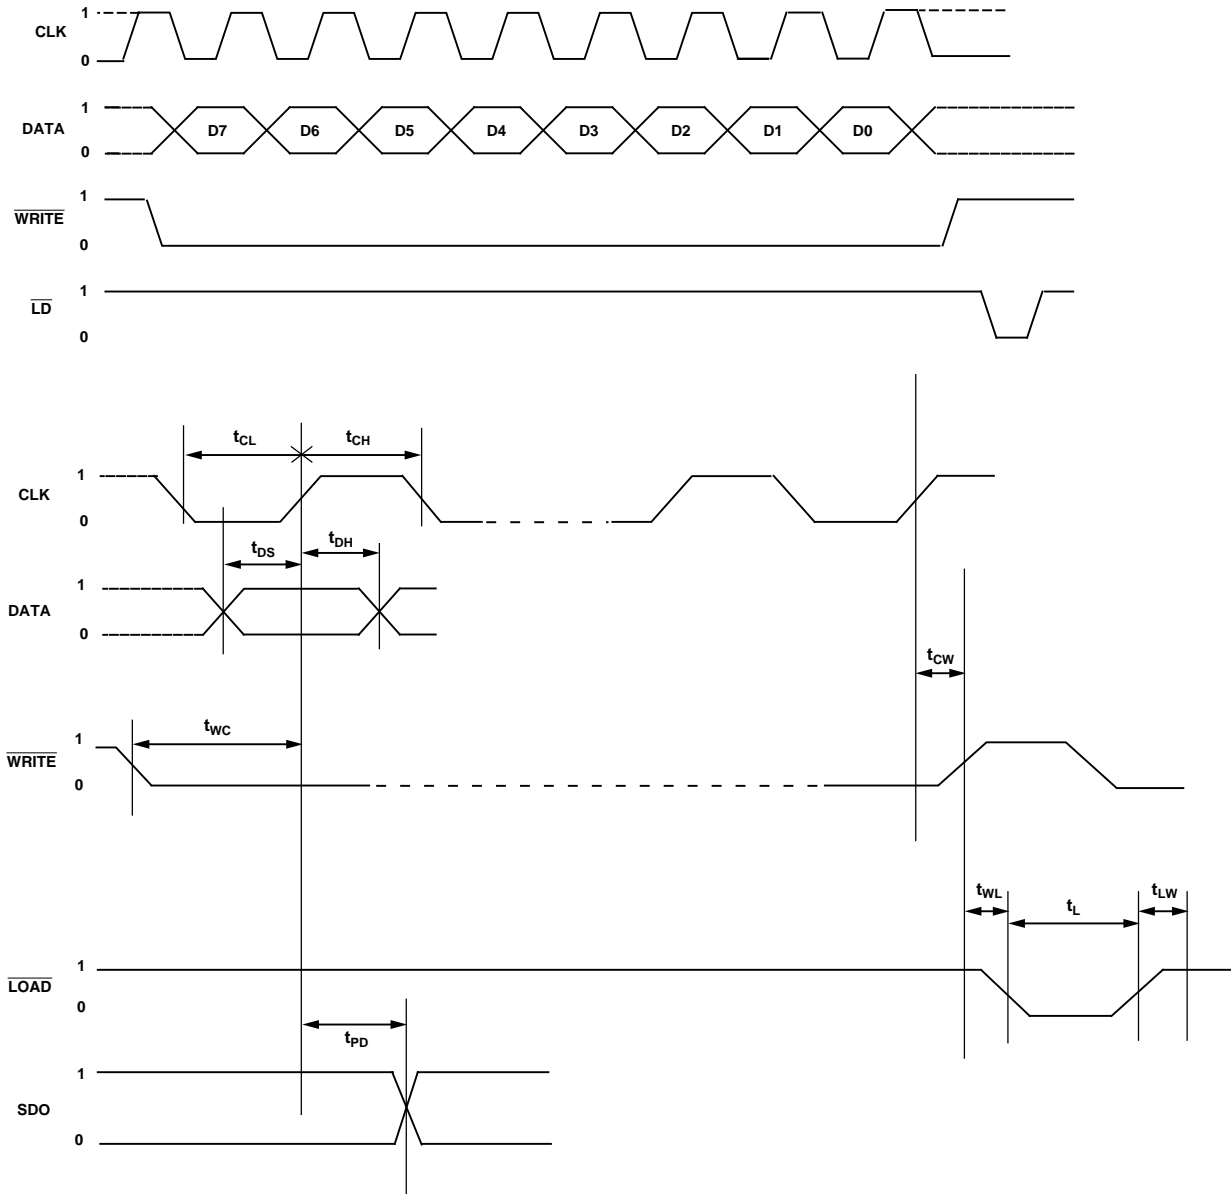 1
CLK
0
1
DATA
0
D7 D6 D5 D4 D3 D2 D1 D0
1
WRITE
0
1
LD
0
tCL tCH
1
CLK
0
tDS tDH
1
DATA
0
tCW
tWC
1
WRITE
0
tWL tL tLW
1
LOAD
0
tPD
1
SDO
0